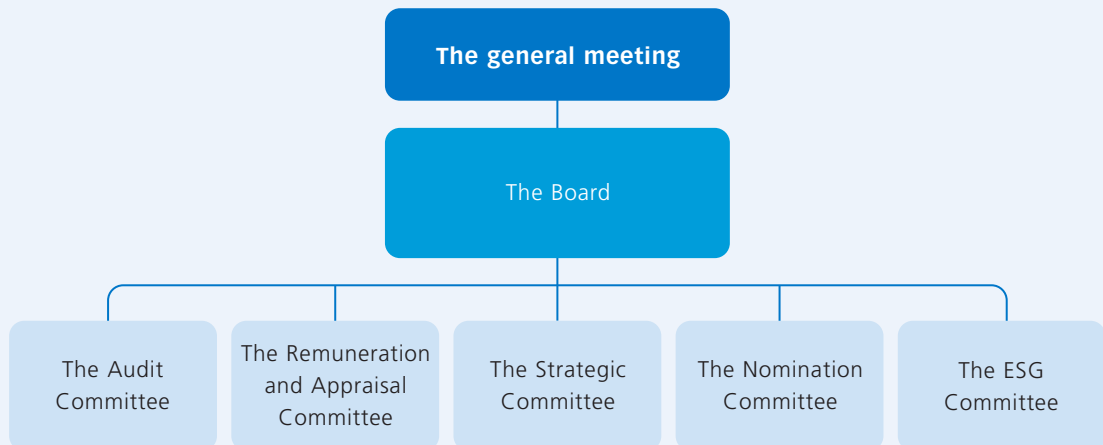 The general meeting
The Board
The Audit
Committee
The Remuneration
and Appraisal
Committee
The Strategic
Committee
The Nomination
Committee
The ESG
Committee